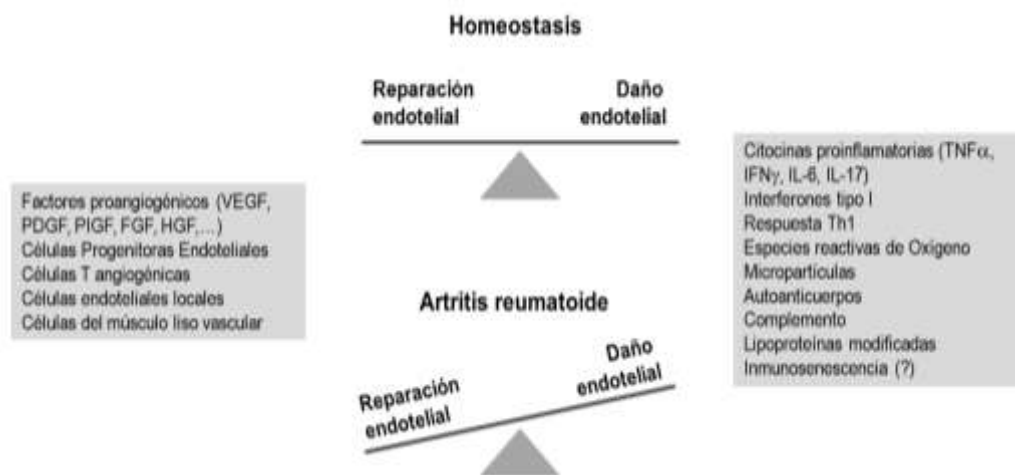 Homeostasis
Reparación
endotelial
Daño
endotelial
Factores proangiogénicos (VEGF,
PDGF, PIGF, FGF, HGF,...)
Células Progenitoras Endoteliales
Células T angiogénicas
Células endoteliales locales
Células del músculo liso vascular
Citocinas proinflamatorias (TNFα,
IFNγ, IL-6, IL-17)
Interferones tipo I
Respuesta Th1
Especies reactivas de Oxígeno
Micropartículas
Autoanticuerpos
Complemento
Lipoproteínas modificadas
Inmunosenescencia (?)
Artritis reumatoide
Reparación
endotelial
Daño
endotelial